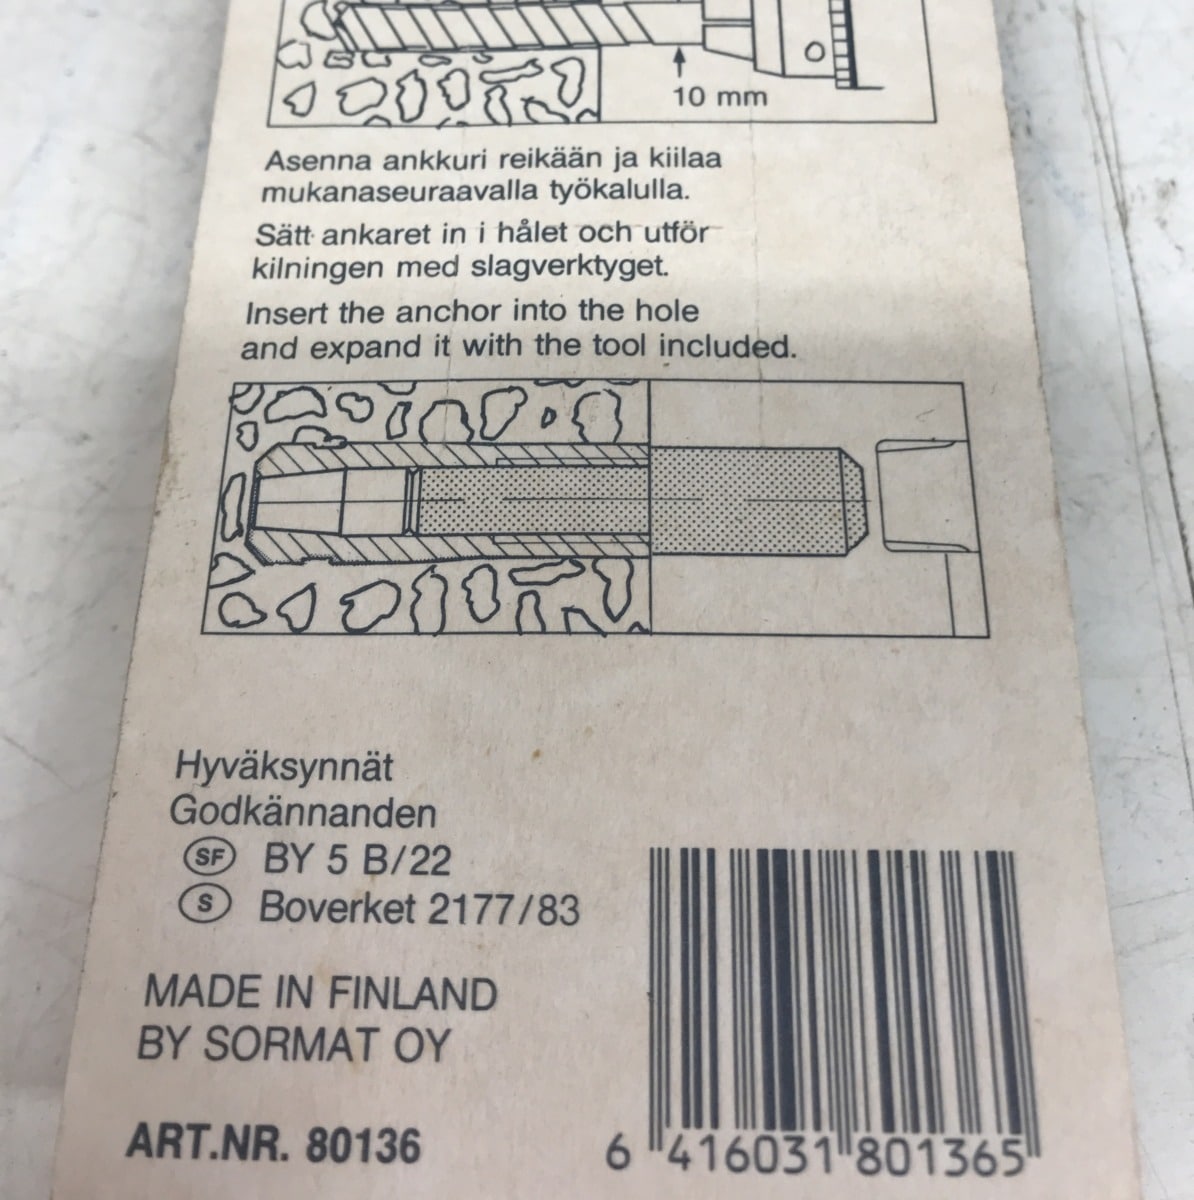 10 mm
Asenna ankkuri reikään ja kiilaa
mukanaseuraavalla työkalulla.
Sätt ankaret in i hålet och utför
kilningen med slagverktyget.
Insert the anchor into the hole
and expand it with the tool included.
Hyväksynnät
Godkännanden
SF BY 5 B/22
S Boverket 2177/83
MADE IN FINLAND
BY SORMAT OY
ART.NR. 80136
6 416031 801365